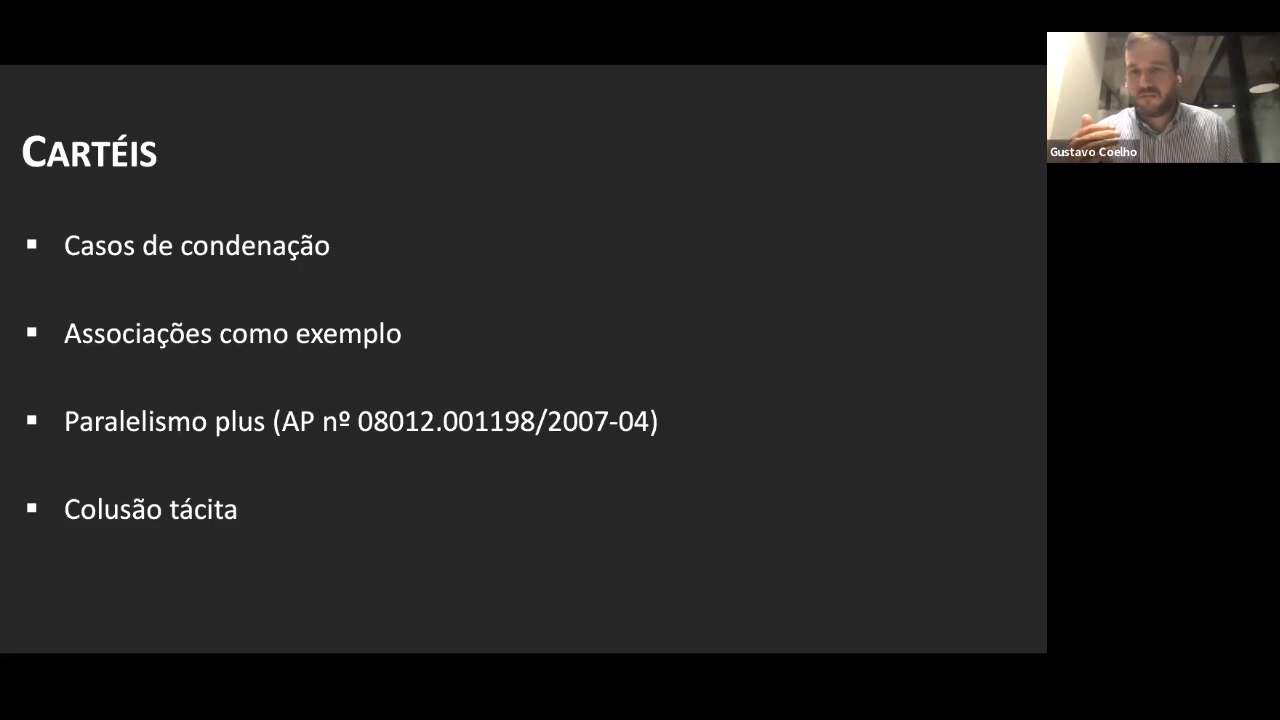 CARTÉIS
Casos de condenação
Associações como exemplo
Paralelismo plus (AP nº 08012.001198/2007-04)
Colusão tácita
Gustavo Coelho